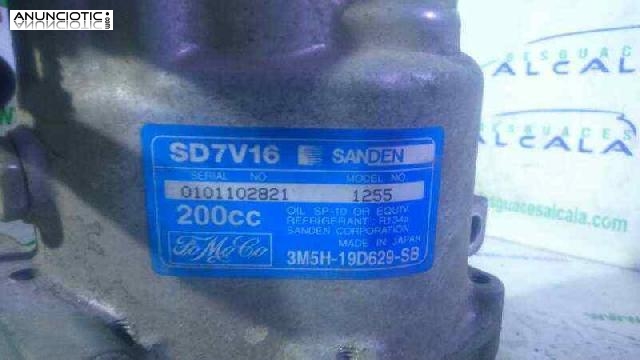 ANUNCIOTIC!
.com
DESGUACES
ALCALA
DESGUACES
ALCALA
desguacesalcala.com
SD7V16 SANDEN
SERIAL NO MODEL NO
0101102821 1255
200cc OIL SP-10 OR EQUIV.
REFRIGERANT: R134a
SANDEN CORPORATION
MADE IN JAPAN
FoMoCo 3M5H-19D629-SB